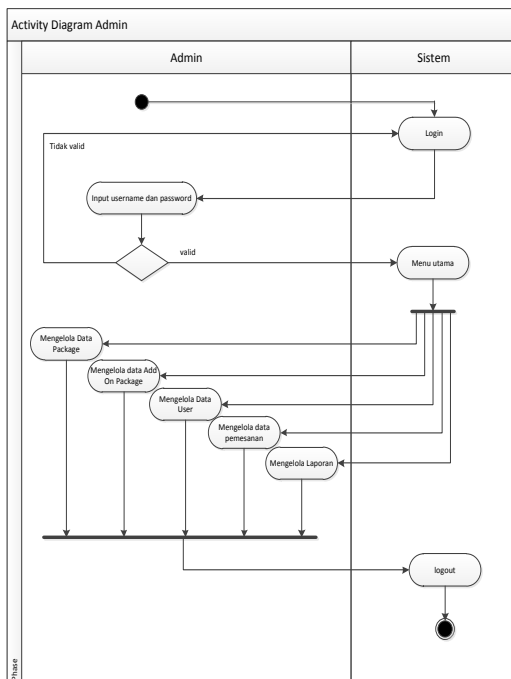 Activity Diagram Admin
Admin
Sistem
Login
Tidak valid
Input username dan password
valid
Menu utama
Mengelola Data
Package
Mengelola data Add
On Package
Mengelola Data
User
Mengelola data
pemesanan
Mengelola Laporan
logout
Phase